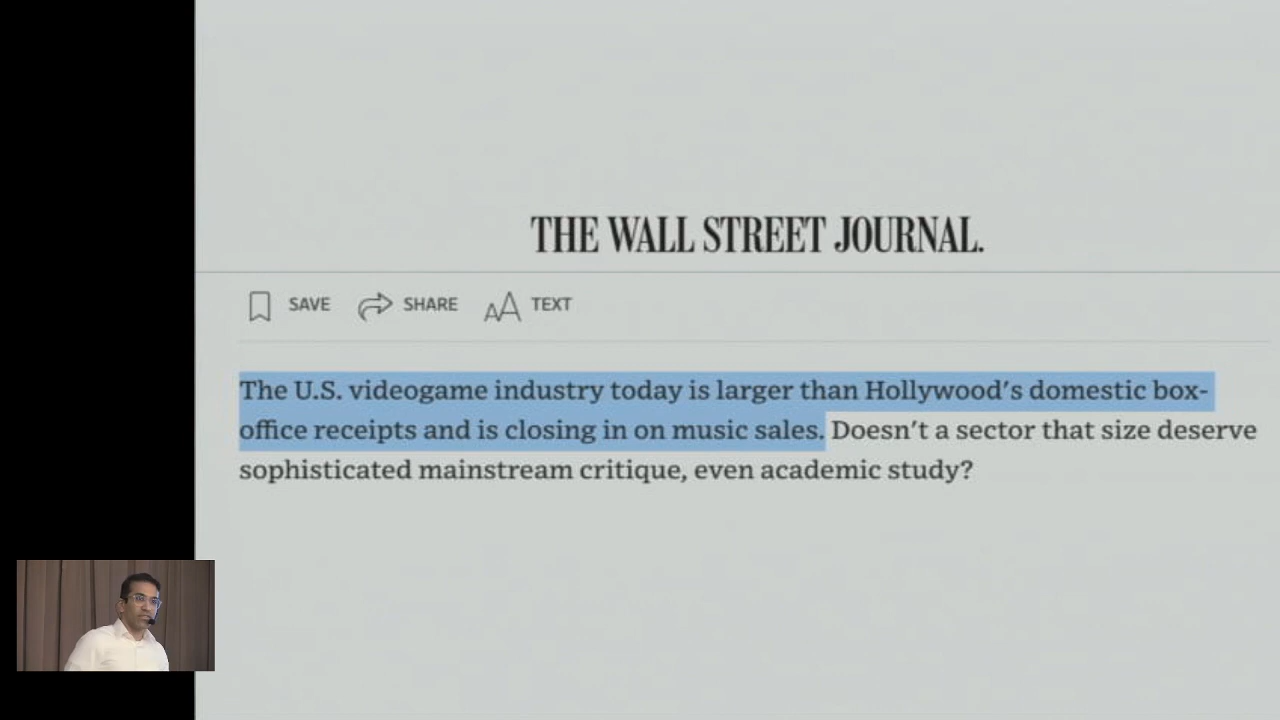 THE WALL STREET JOURNAL.
SAVE SHARE TEXT
The U.S. videogame industry today is larger than Hollywood's domestic box-
office receipts and is closing in on music sales. Doesn't a sector that size deserve
sophisticated mainstream critique, even academic study?